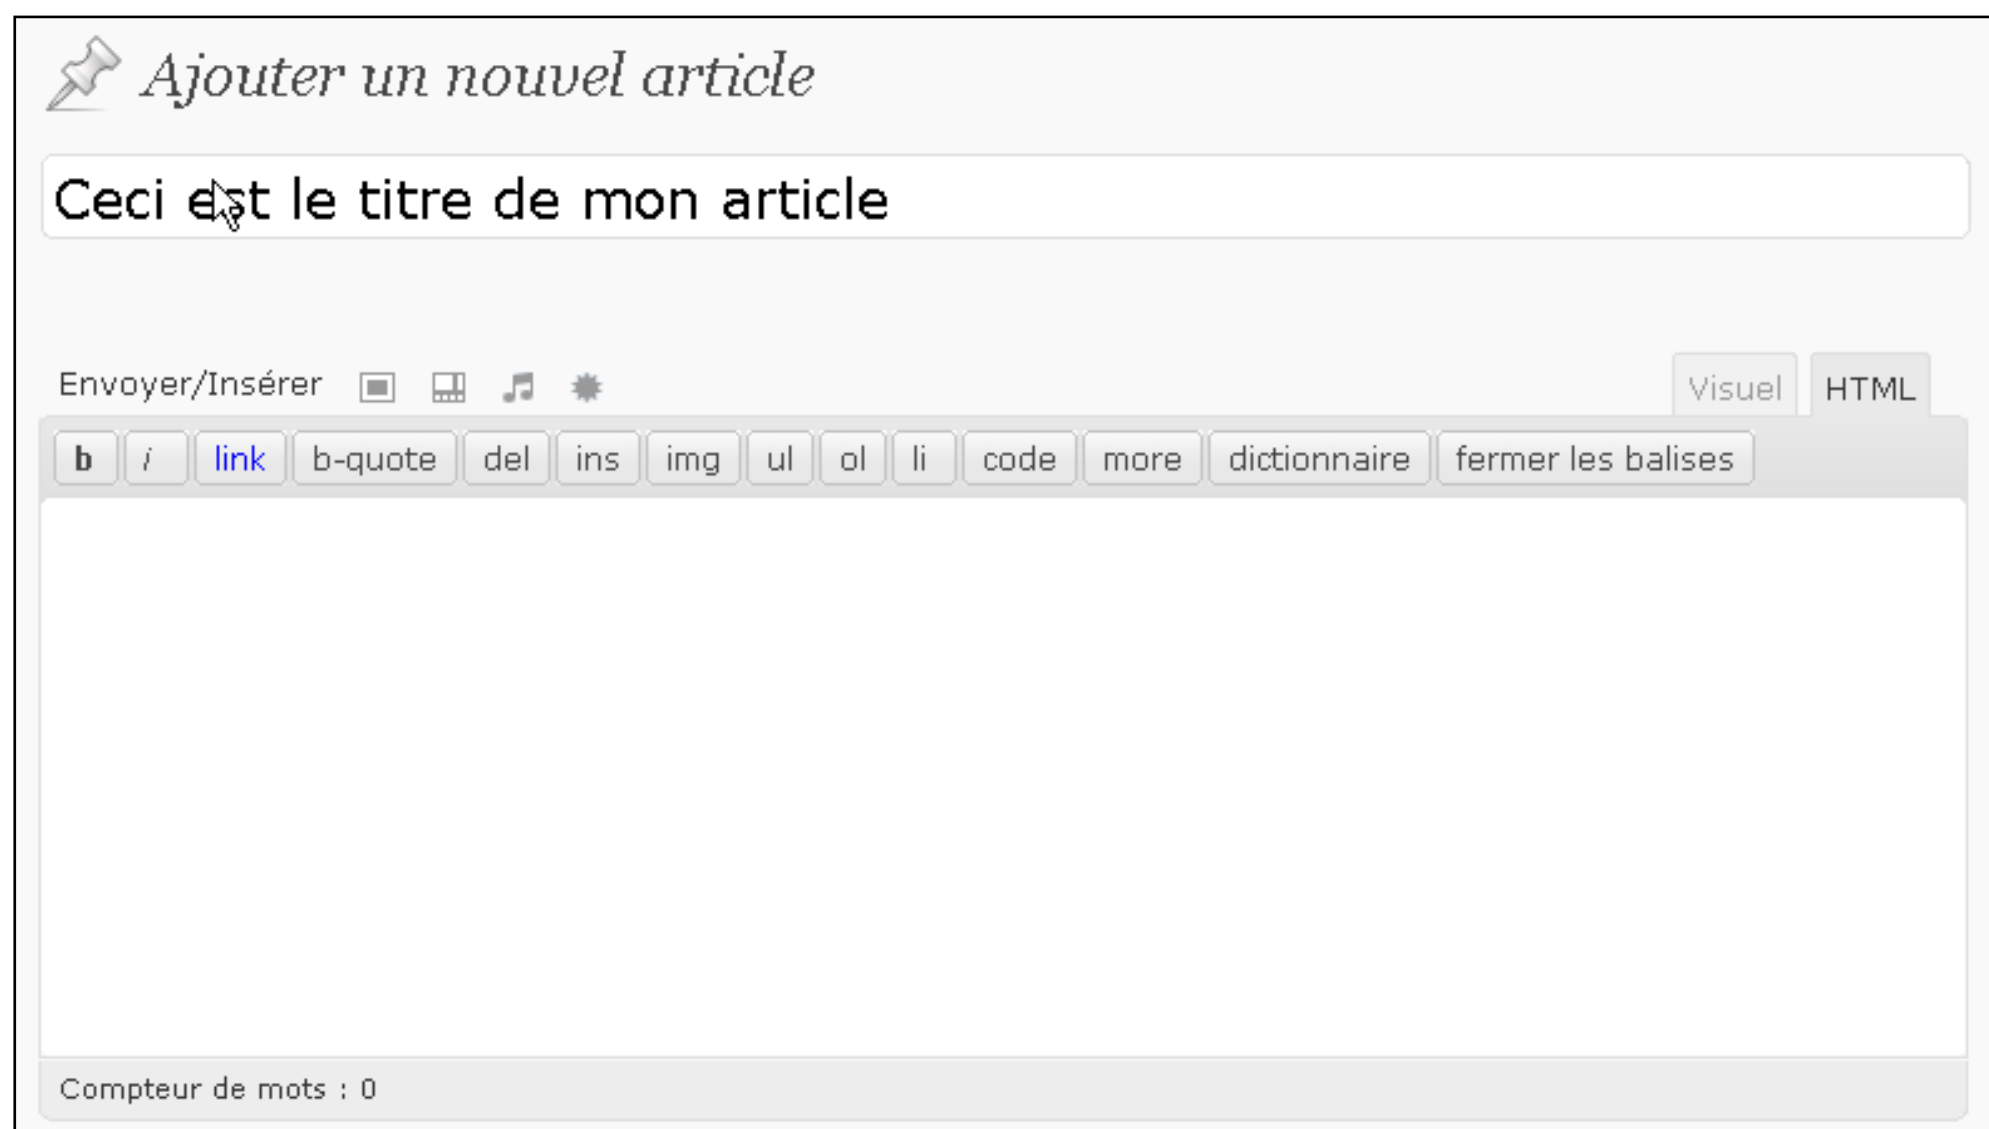 Ajouter un nouvel article
Ceci est le titre de mon article
Envoyer/Insérer Visuel HTML
b i link b-quote del ins img ul ol li code more dictionnaire fermer les balises
Compteur de mots : 0